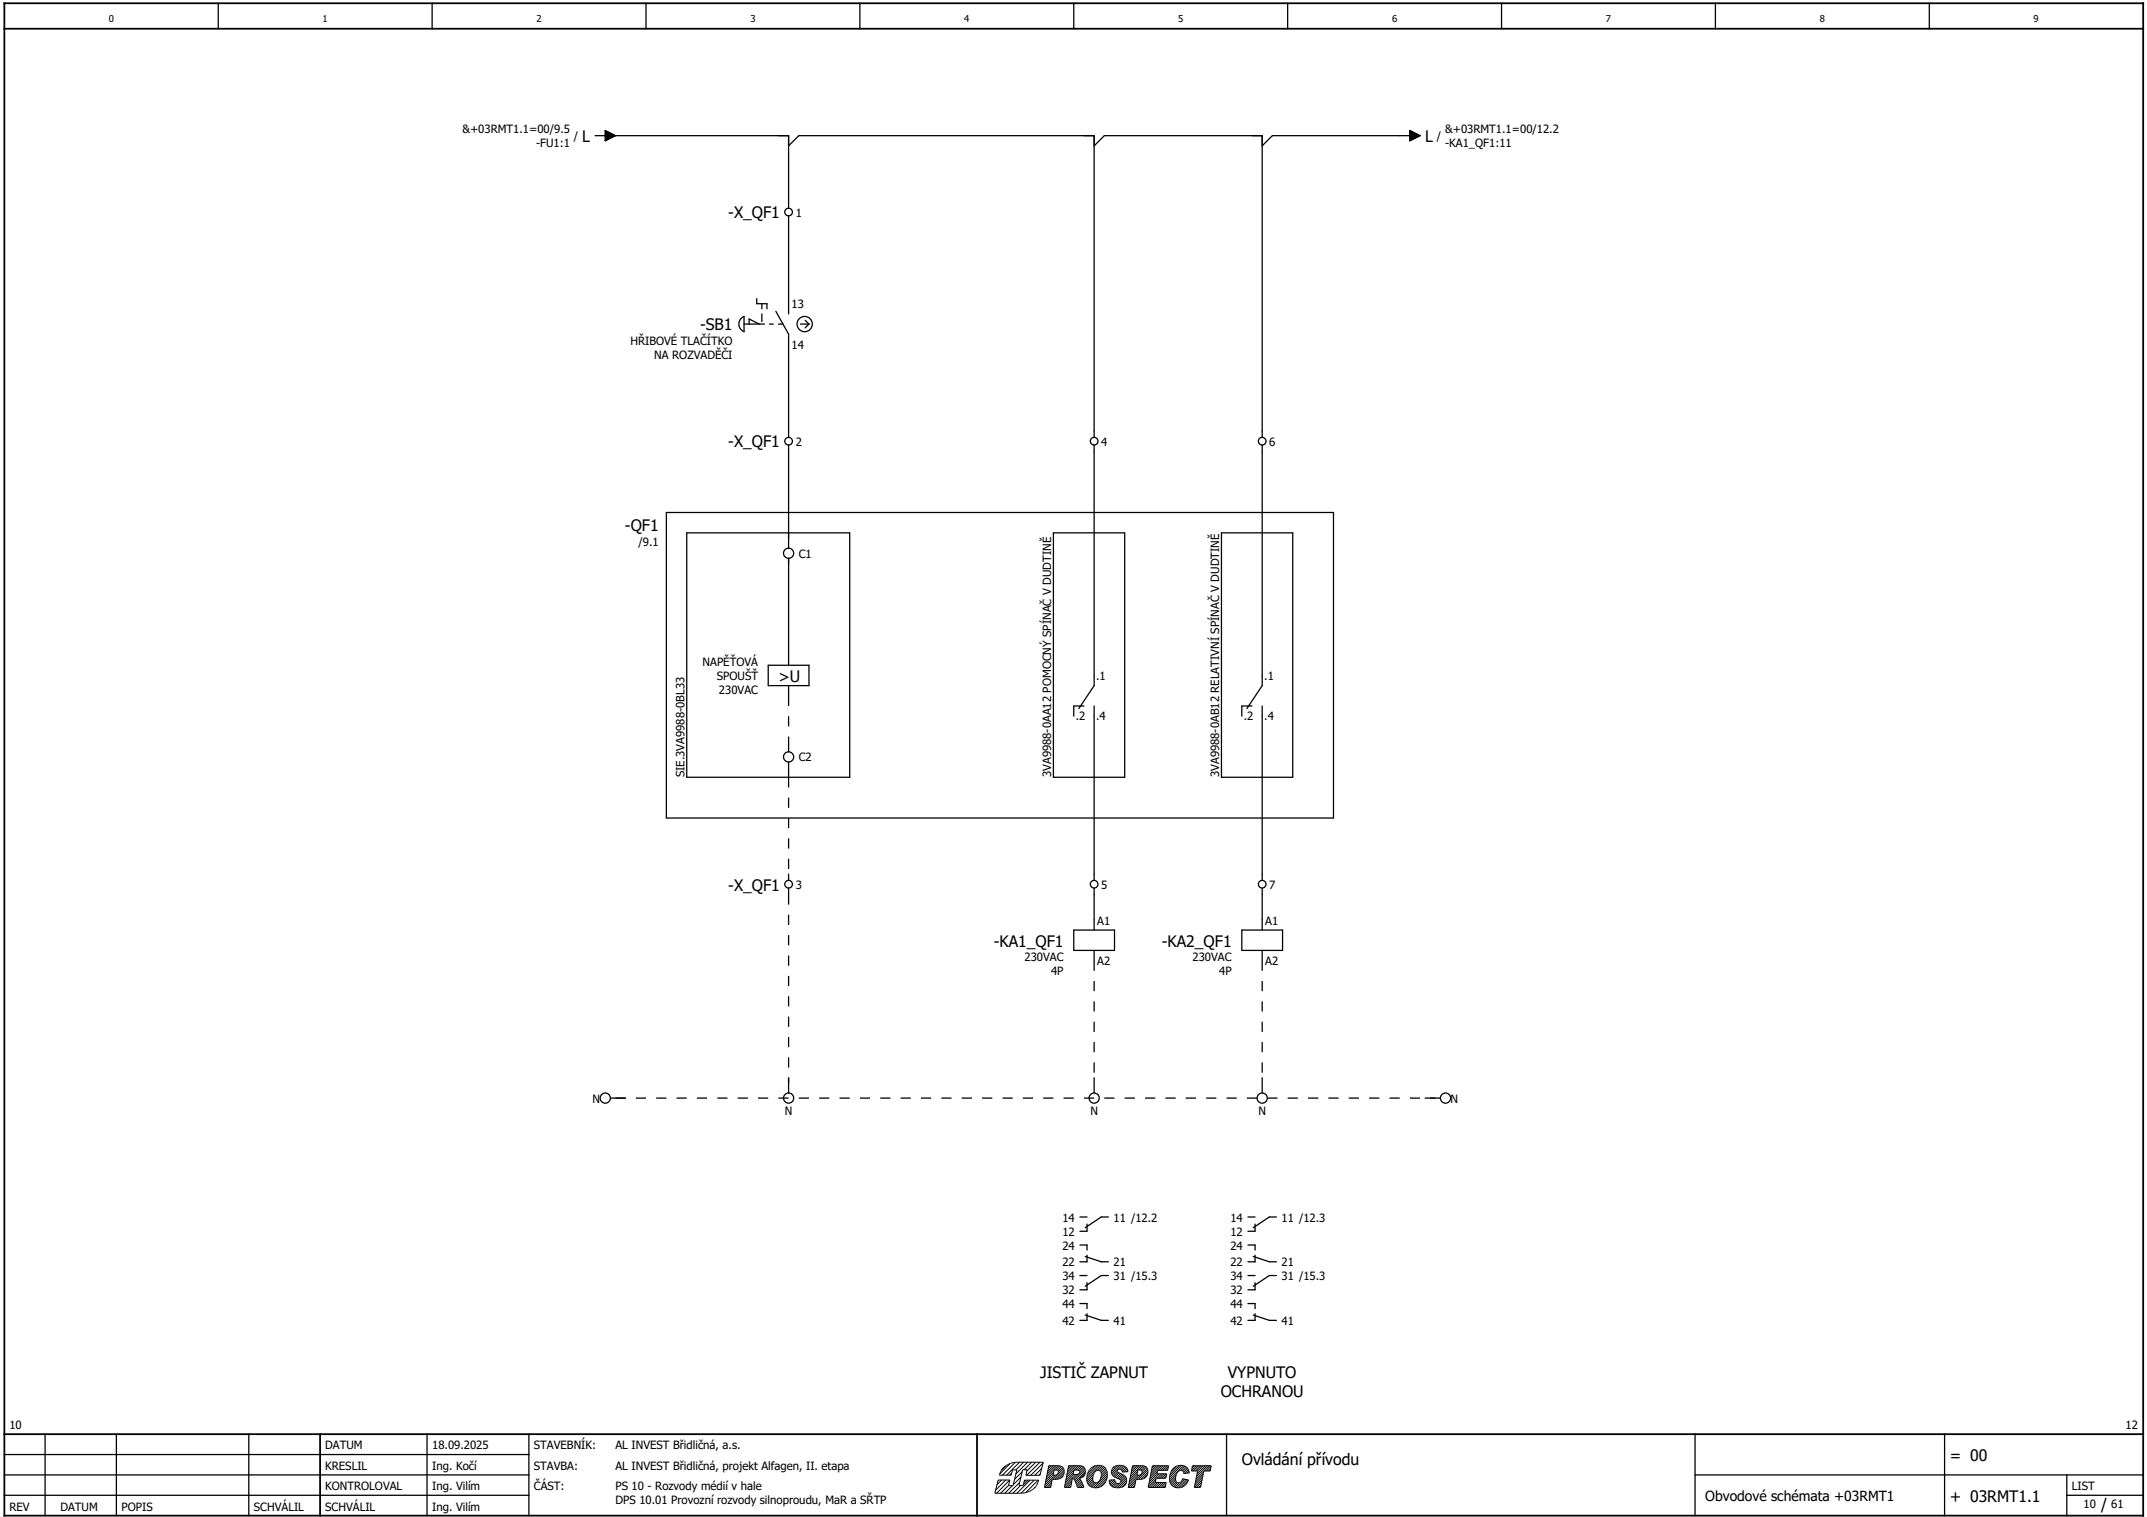 0 1 2 3 4 5 6 7 8 9
&+03RMT1.1=00/9.5
-FU1:1
/ L
L /
&+03RMT1.1=00/12.2
-KA1_QF1:11
-X_QF1 1
13
-SB1
HŘIBOVÉ TLAČÍTKO
NA ROZVADĚČI
14
-X_QF1 2
4
6
-QF1
/9.1
SIE.3VA9988-0BL33
C1
NAPĚŤOVÁ
SPOUŠŤ
230VAC
>U
C2
3VA9988-0AA12 POMOCNÝ SPÍNAČ V DUDTINĚ
.1
.2 .4
3VA9988-0AB12 RELATIVNÍ SPÍNAČ V DUDTINĚ
.1
.2 .4
-X_QF1 3
5
7
-KA1_QF1
230VAC
4P
A1
A2
-KA2_QF1
230VAC
4P
A1
A2
N
N
N
N
N
14 11 /12.2
12
24
22 21
34 31 /15.3
32
44
42 41
14 11 /12.3
12
24
22 21
34 31 /15.3
32
44
42 41
JISTIČ ZAPNUT
VYPNUTO
OCHRANOU
10
12
DATUM 18.09.2025
KRESLIL Ing. Kočí
KONTROLOVAL Ing. Vilím
REV DATUM POPIS SCHVÁLIL SCHVÁLIL Ing. Vilím
STAVEBNÍK: AL INVEST Břidličná, a.s.
STAVBA: AL INVEST Břidličná, projekt Alfagen, II. etapa
ČÁST: PS 10 - Rozvody médií v hale
DPS 10.01 Provozní rozvody silnoproudu, MaR a SŘTP
PROSPECT
Ovládání přívodu
Obvodové schémata +03RMT1
= 00
+ 03RMT1.1
LIST
10 / 61